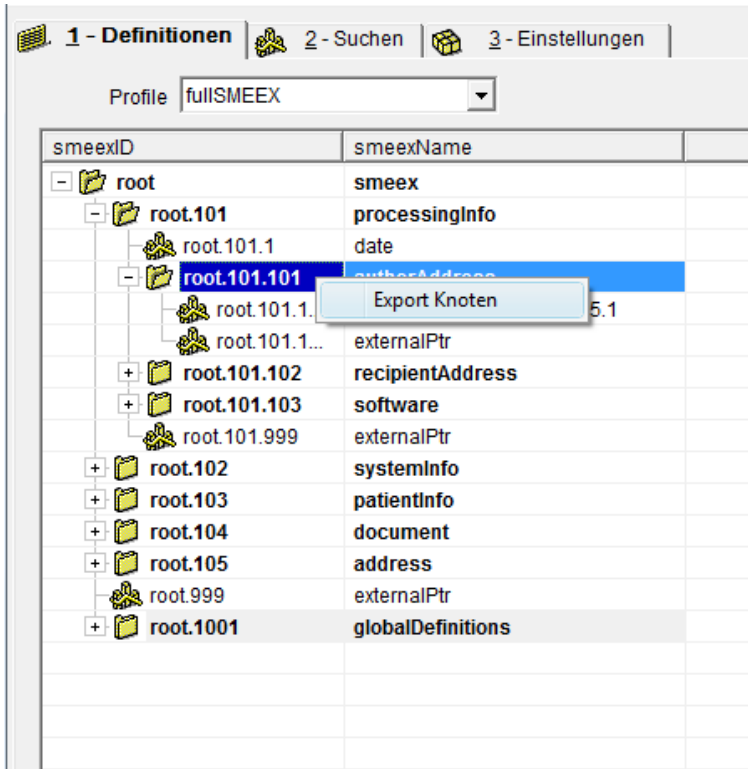 1 - Definitionen 2 - Suchen 3 - Einstellungen
Profile fullSMEEX
smeexID smeexName
root smeex
root.101 processingInfo
root.101.1 date
root.101.101
root.101.1. Export Knoten 5.1
root.101.1... externalPtr
root.101.102 recipientAddress
root.101.103 software
root.101.999 externalPtr
root.102 systemInfo
root.103 patientInfo
root.104 document
root.105 address
root.999 externalPtr
root.1001 globalDefinitions